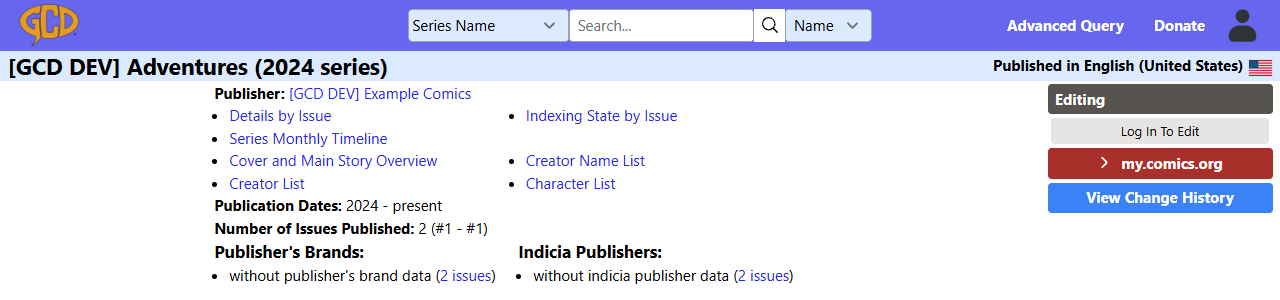 GCD
Series Name Search... Name Advanced Query Donate
[GCD DEV] Adventures (2024 series) Published in English (United States)
Publisher: [GCD DEV] Example Comics
• Details by Issue • Indexing State by Issue
• Series Monthly Timeline
• Cover and Main Story Overview • Creator Name List
• Creator List • Character List
Publication Dates: 2024 - present
Number of Issues Published: 2 (#1 - #1)
Publisher's Brands: Indicia Publishers:
• without publisher's brand data (2 issues) • without indicia publisher data (2 issues)
Editing
Log In To Edit
my.comics.org
View Change History